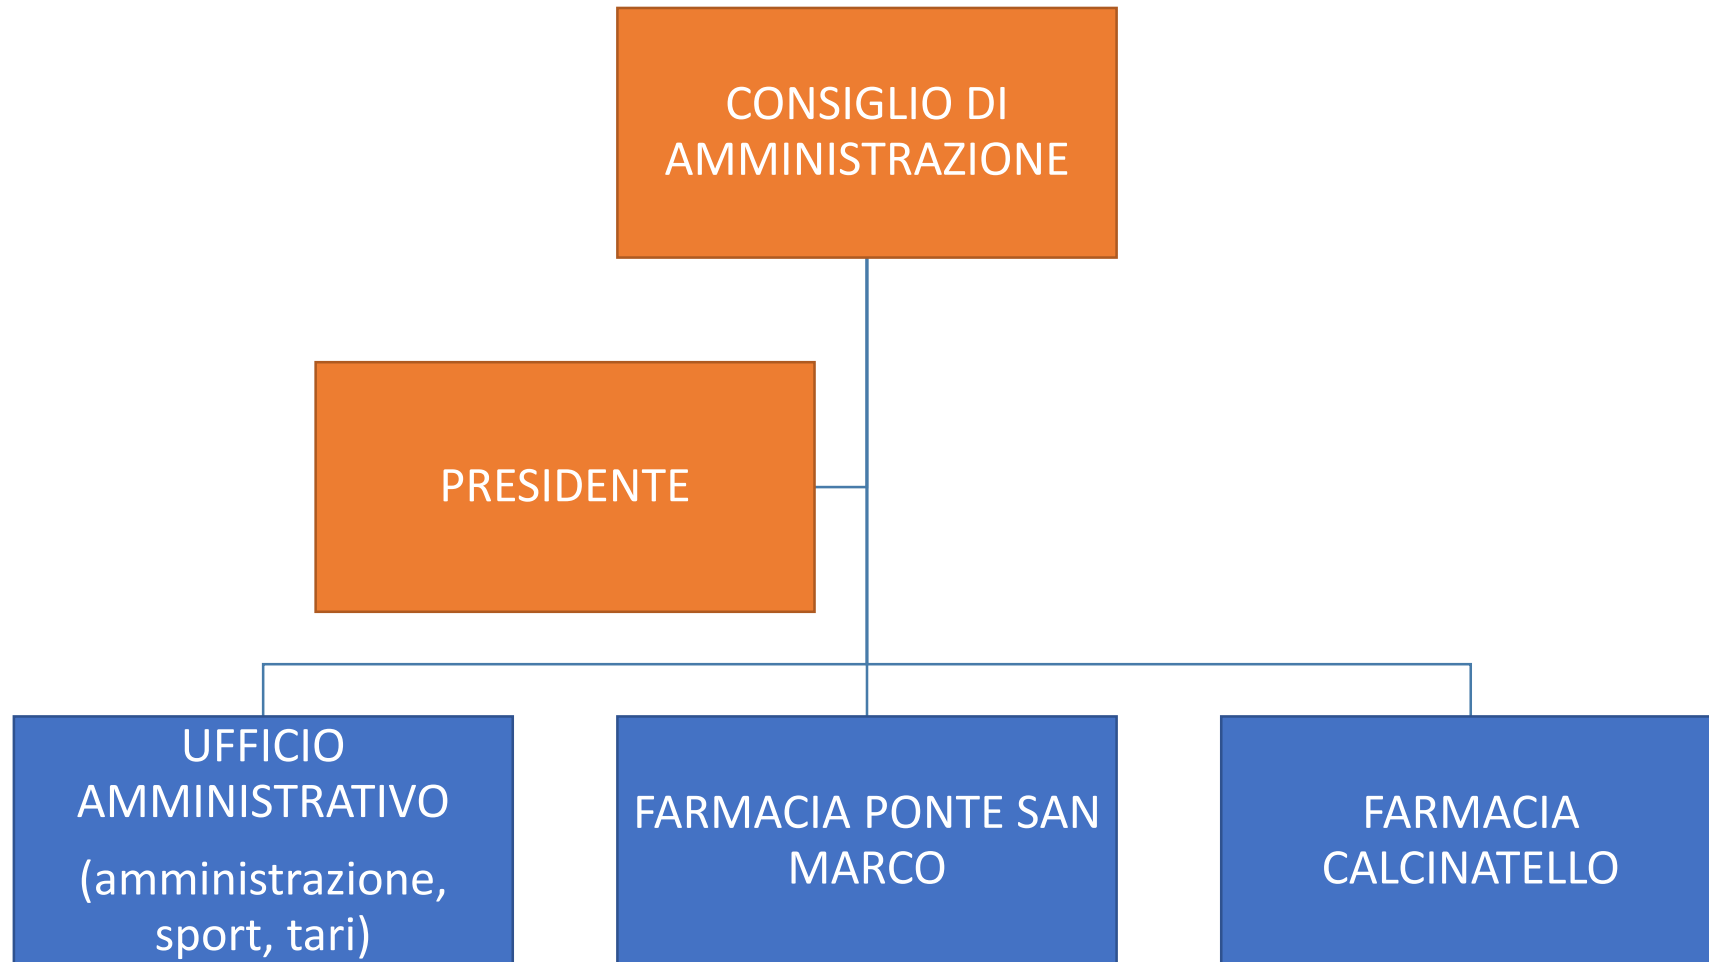 CONSIGLIO DI
AMMINISTRAZIONE
PRESIDENTE
UFFICIO
AMMINISTRATIVO
(amministrazione,
sport, tari)
FARMACIA PONTE SAN
MARCO
FARMACIA
CALCINATELLO